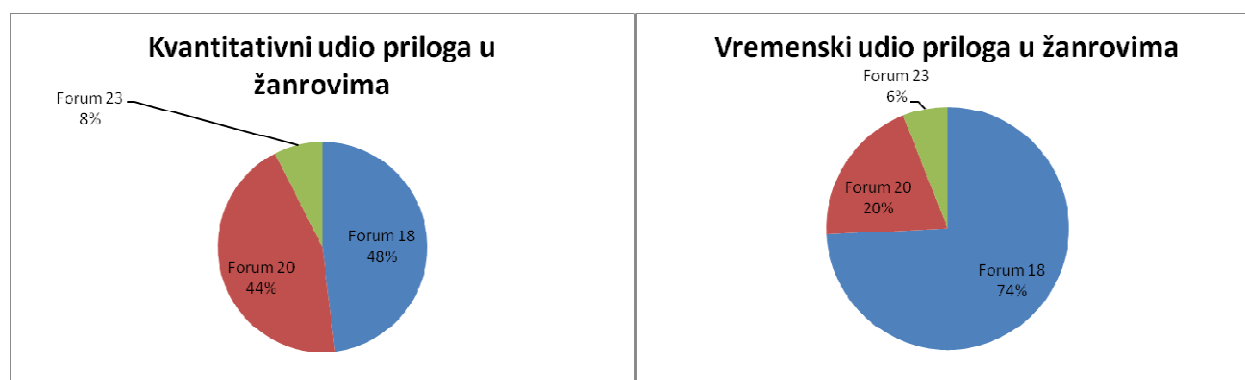 Kvantitativni udio priloga u
žanrovima
Forum 23
8%
Forum 18
48%
Forum 20
44%
Vremenski udio priloga u žanrovima
Forum 23
6%
Forum 20
20%
Forum 18
74%